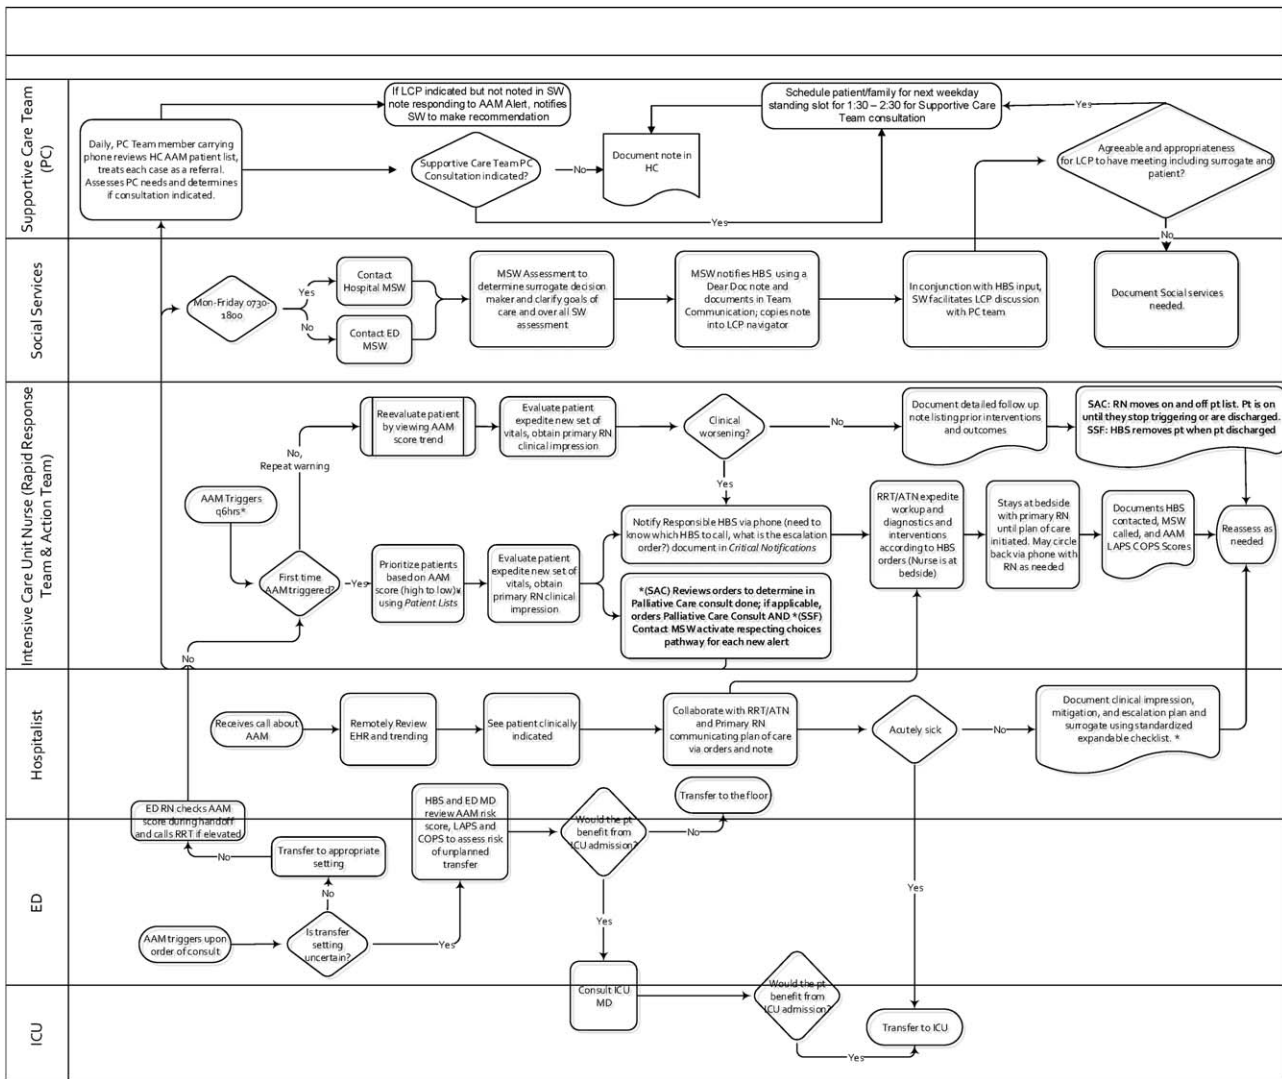 Supportive Care Team
(PC)
If LCP indicated but not noted in SW
note responding to AAM Alert, notifies
SW to make recommendation
Daily, PC Team member carrying
phone reviews HC AAM patient list,
treats each case as a referral.
Assesses PC needs and determines
if consultation indicated.
Supportive Care Team PC
Consultation indicated?
No
Document note in
HC
Yes
Schedule patient/family for next weekday
standing slot for 1:30 – 2:30 for Supportive Care
Team consultation
Yes
Agreeable and appropriateness
for LCP to have meeting including surrogate and
patient?
No
Social Services
Mon-Friday 0730-
1800
Yes
No
Contact
Hospital MSW
Contact ED
MSW
MSW Assessment to
determine surrogate decision
maker and clarify goals of
care and over all SW
assessment
MSW notifies HBS using a
Dear Doc note and
documents in Team
Communication; copies note
into LCP navigator
In conjunction with HBS input,
SW facilitates LCP discussion
with PC team
Document Social services
needed.
Intensive Care Unit Nurse (Rapid Response
Team & Action Team)
AAM Triggers
q6hrs*
First time
AAM triggered?
No,
Repeat warning
Reevaluate patient
by viewing AAM
score trend
Evaluate patient
expedite new set of
vitals, obtain primary RN
clinical impression
Clinical
worsening?
No
Document detailed follow up
note listing prior interventions
and outcomes
SAC: RN moves on and off pt list. Pt is on
until they stop triggering or are discharged.
SSF: HBS removes pt when pt discharged
Yes
Yes
Prioritize patients
based on AAM
score (high to low)¥
using Patient Lists
Evaluate patient
expedite new set of
vitals, obtain
primary RN clinical
impression
Notify Responsible HBS via phone (need to
know which HBS to call, what is the escalation
order?) document in Critical Notifications
*(SAC) Reviews orders to determine in
Palliative Care consult done; if applicable,
orders Palliative Care Consult AND *(SSF)
Contact MSW activate respecting choices
pathway for each new alert
RRT/ATN expedite
workup and
diagnostics and
interventions
according to HBS
orders (Nurse is at
bedside)
Stays at bedside
with primary RN
until plan of care
initiated. May circle
back via phone with
RN as needed
Documents HBS
contacted, MSW
called, and AAM
LAPS COPS Scores
Reassess as
needed
No
Hospitalist
Receives call about
AAM
Remotely Review
EHR and trending
See patient clinically
indicated
Collaborate with RRT/ATN
and Primary RN
communicating plan of care
via orders and note
Acutely sick
No
Document clinical impression,
mitigation, and escalation plan and
surrogate using standardized
expandable checklist. *
Transfer to the floor
ED RN checks AAM
score during handoff
and calls RRT if elevated
HBS and ED MD
review AAM risk
score, LAPS and
COPS to assess risk
of unplanned
transfer
Would the pt
benefit from
ICU admission?
No
ED
No
Transfer to appropriate
setting
No
AAM triggers upon
order of consult
Is transfer
setting
uncertain?
Yes
Yes
Yes
ICU
Consult ICU
MD
Would the pt
benefit from
ICU admission?
Yes
Transfer to ICU